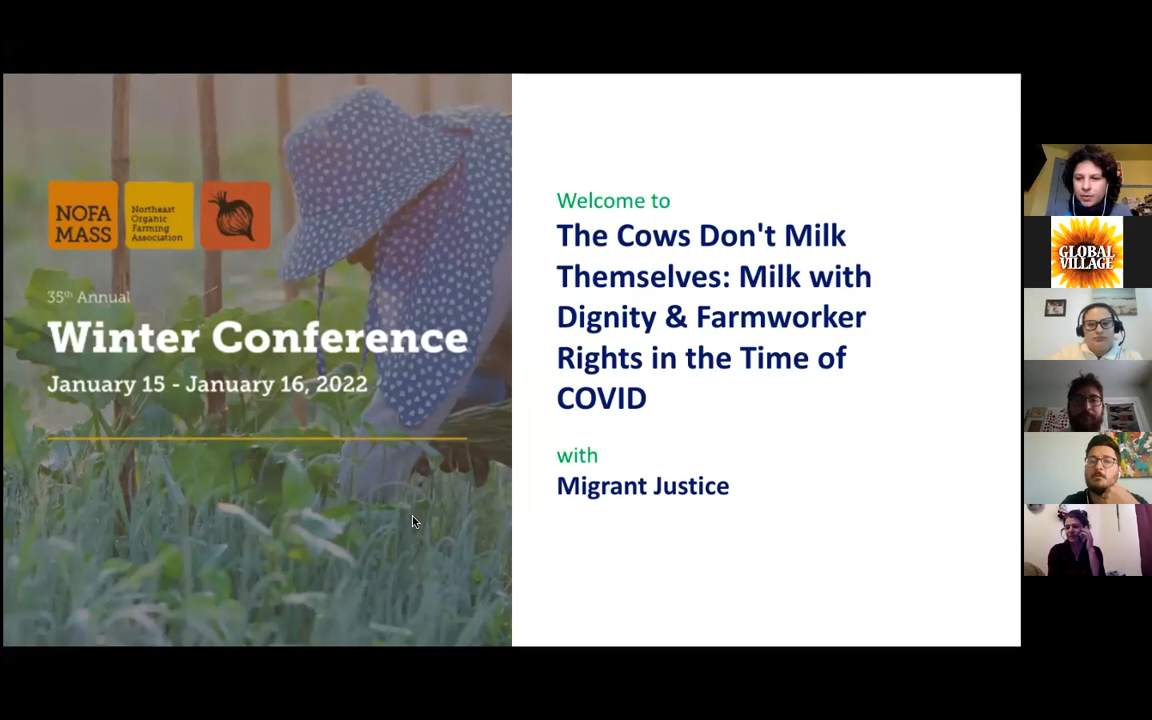 NOFA
MASS
Northeast
Organic
Farming
Association
35th Annual
Winter Conference
January 15 - January 16, 2022
Welcome to
The Cows Don't Milk
Themselves: Milk with
Dignity & Farmworker
Rights in the Time of
COVID
with
Migrant Justice
GLOBAL
VILLAGE